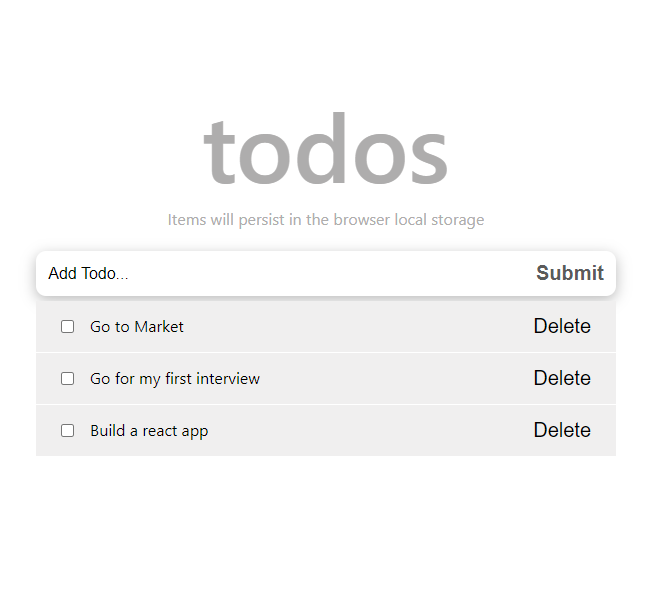 todos
Items will persist in the browser local storage
Add Todo... Submit
Go to Market Delete
Go for my first interview Delete
Build a react app Delete